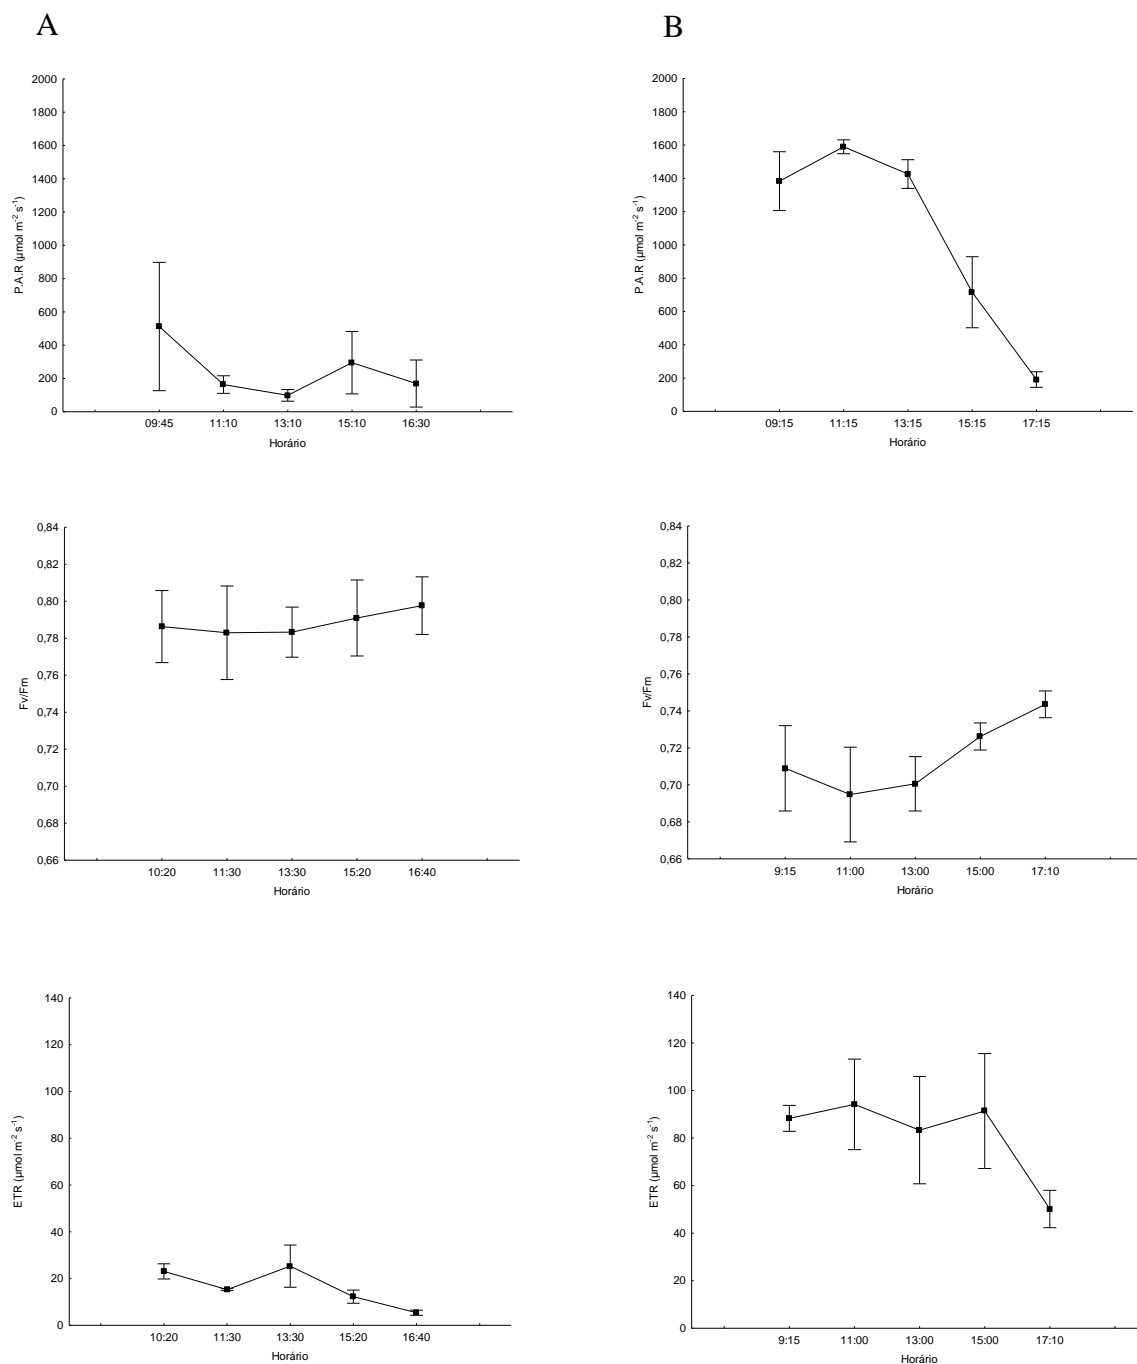 A
B
P.A.R (µmol m-2 s-1)
2000
1800
1600
1400
1200
1000
800
600
400
200
0
09:45 11:10 13:10 15:10 16:30
Horário
P.A.R (µmol m-2 s-1)
2000
1800
1600
1400
1200
1000
800
600
400
200
0
09:15 11:15 13:15 15:15 17:15
Horário
Fv/Fm
0,84
0,82
0,80
0,78
0,76
0,74
0,72
0,70
0,68
0,66
10:20 11:30 13:30 15:20 16:40
Horário
Fv/Fm
0,84
0,82
0,80
0,78
0,76
0,74
0,72
0,70
0,68
0,66
9:15 11:00 13:00 15:00 17:10
Horário
ETR (µmol m-2 s-1)
140
120
100
80
60
40
20
0
10:20 11:30 13:30 15:20 16:40
Horário
ETR (µmol m-2 s-1)
140
120
100
80
60
40
20
0
9:15 11:00 13:00 15:00 17:10
Horário